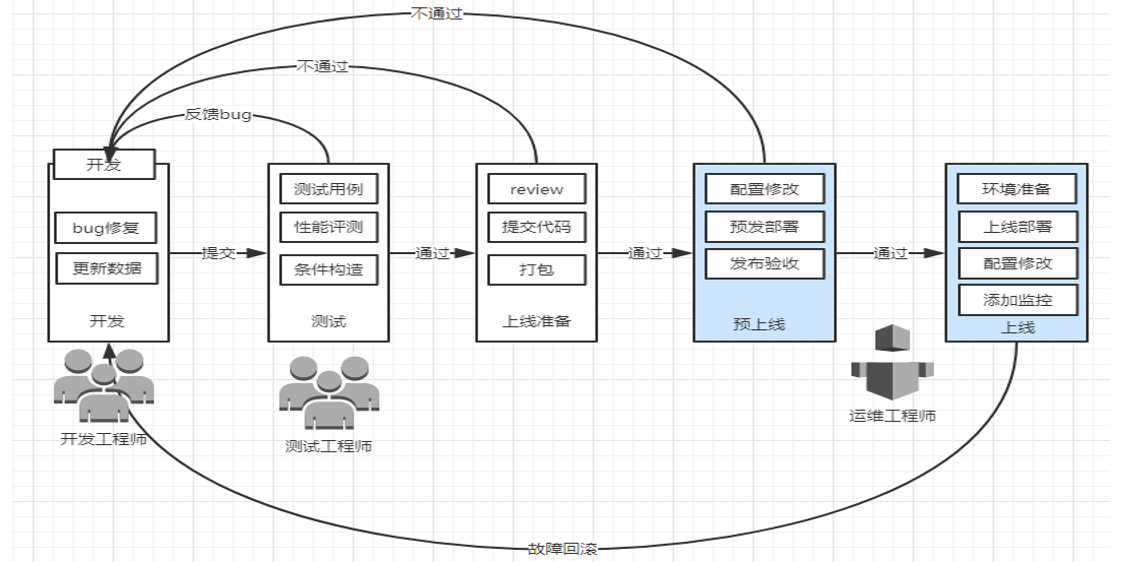 不通过
不通过
反馈bug
开发
bug修复
更新数据
开发
提交
测试用例
性能评测
条件构造
测试
通过
review
提交代码
打包
上线准备
通过
配置修改
预发部署
发布验收
预上线
通过
环境准备
上线部署
配置修改
添加监控
上线
开发工程师
测试工程师
运维工程师
故障回滚